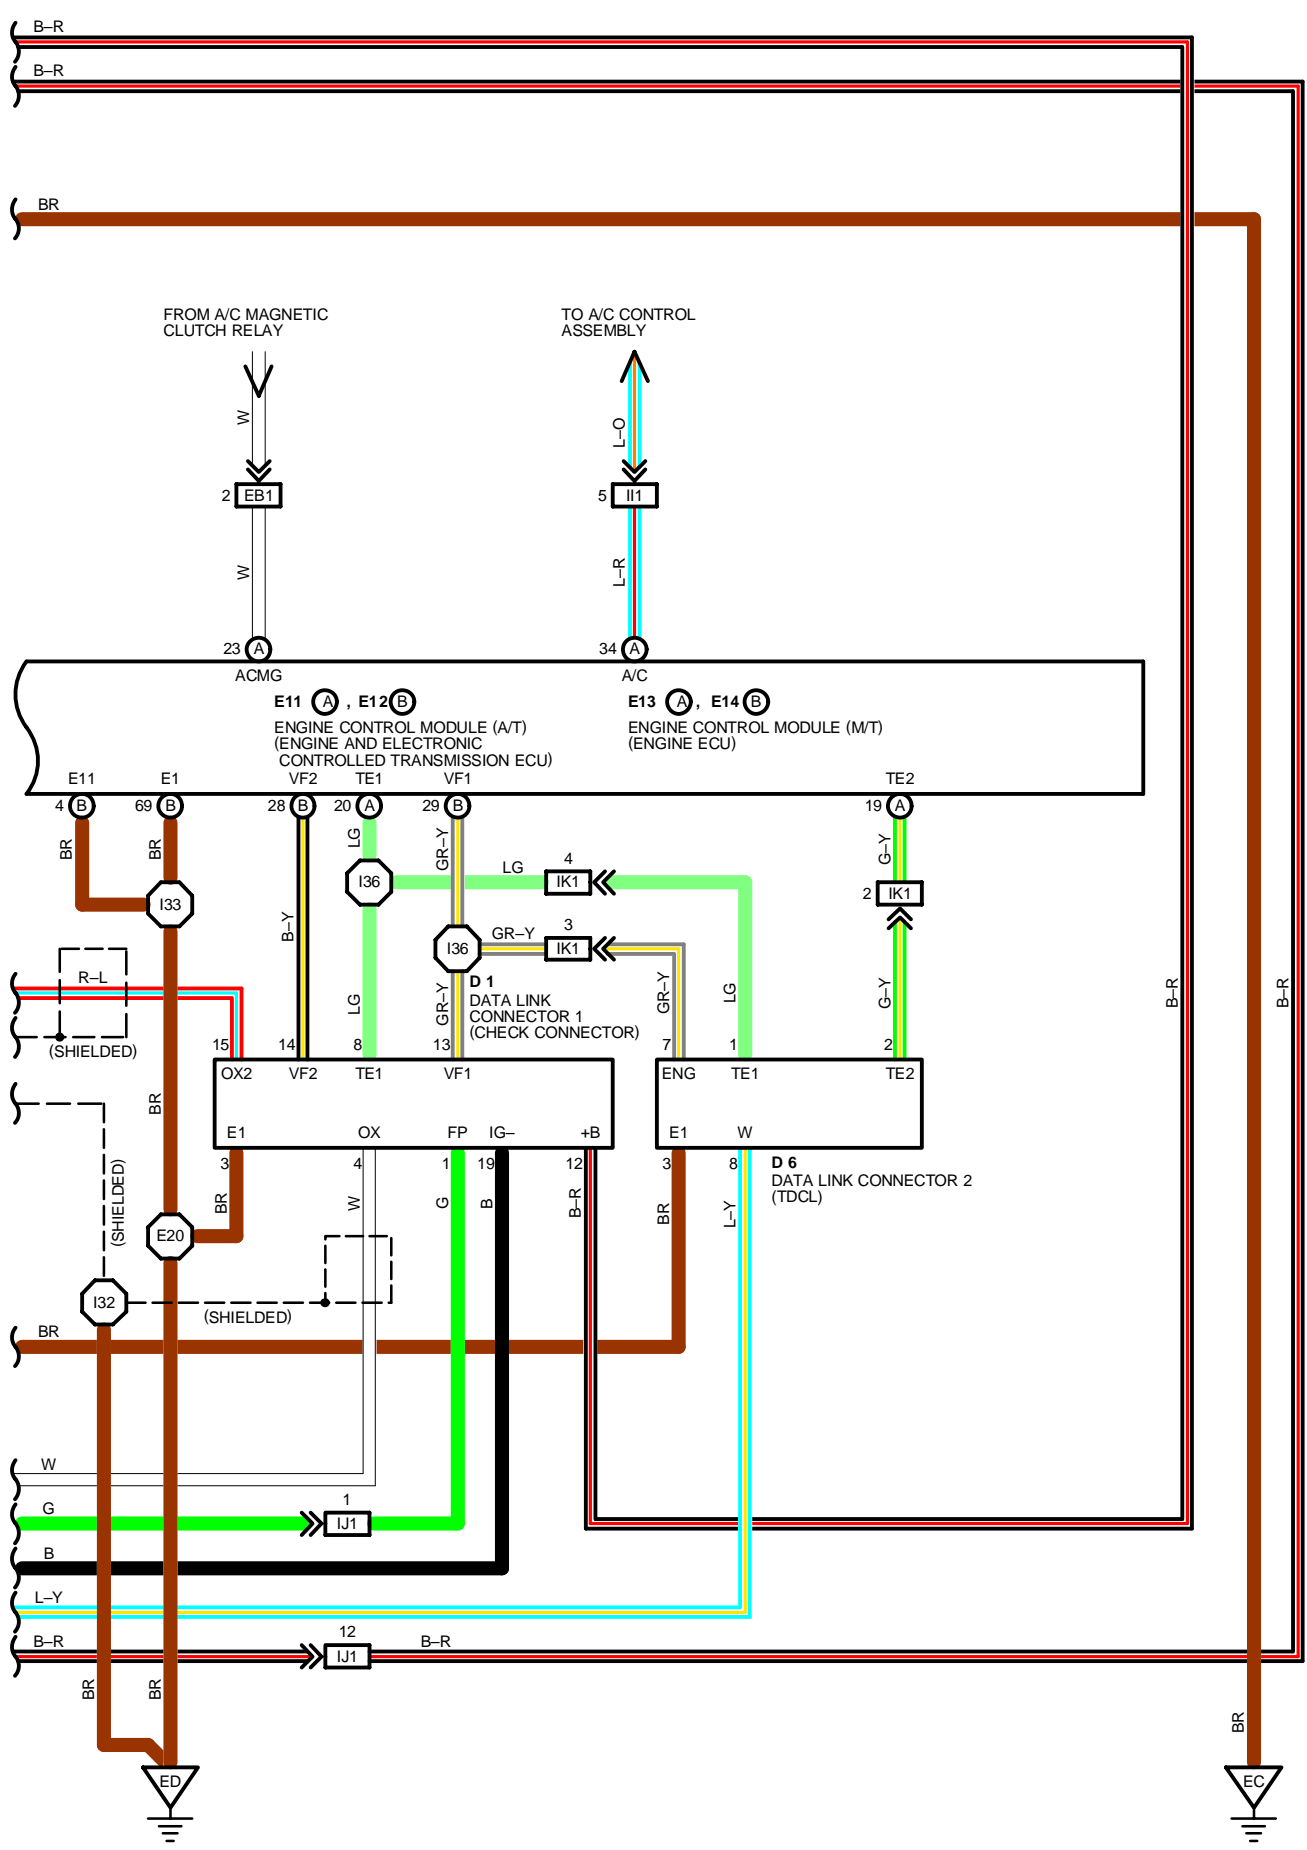 B–R
B–R
BR
FROM A/C MAGNETIC
CLUTCH RELAY
TO A/C CONTROL
ASSEMBLY
W
L–O
2 EB1
5 II1
W
L–R
23 A
34 A
ACMG
A/C
E11 A , E12 B
E13 A , E14 B
ENGINE CONTROL MODULE (A/T)
(ENGINE AND ELECTRONIC
CONTROLLED TRANSMISSION ECU)
ENGINE CONTROL MODULE (M/T)
(ENGINE ECU)
E11 E1 VF2 TE1 VF1 TE2
4 B 69 B 28 B 20 A 29 B 19 A
BR BR LG GR–Y G–Y
I36 LG 4 IK1
2 IK1
I33
B–Y
I36 GR–Y 3 IK1
R–L
D 1
DATA LINK
CONNECTOR 1
(CHECK CONNECTOR)
LG GR–Y GR–Y LG G–Y B–R B–R
(SHIELDED)
15 14 8 13 7 1 2
OX2 VF2 TE1 VF1 ENG TE1 TE2
BR
E1 OX FP IG– +B E1 W
3 4 1 19 12 3 8
D 6
DATA LINK CONNECTOR 2
(TDCL)
(SHIELDED)
BR W G B B–R BR L–Y
E20
I32
(SHIELDED)
BR
W
G
1
IJ1
B
L–Y
B–R
12
IJ1
B–R
BR BR BR
ED EC